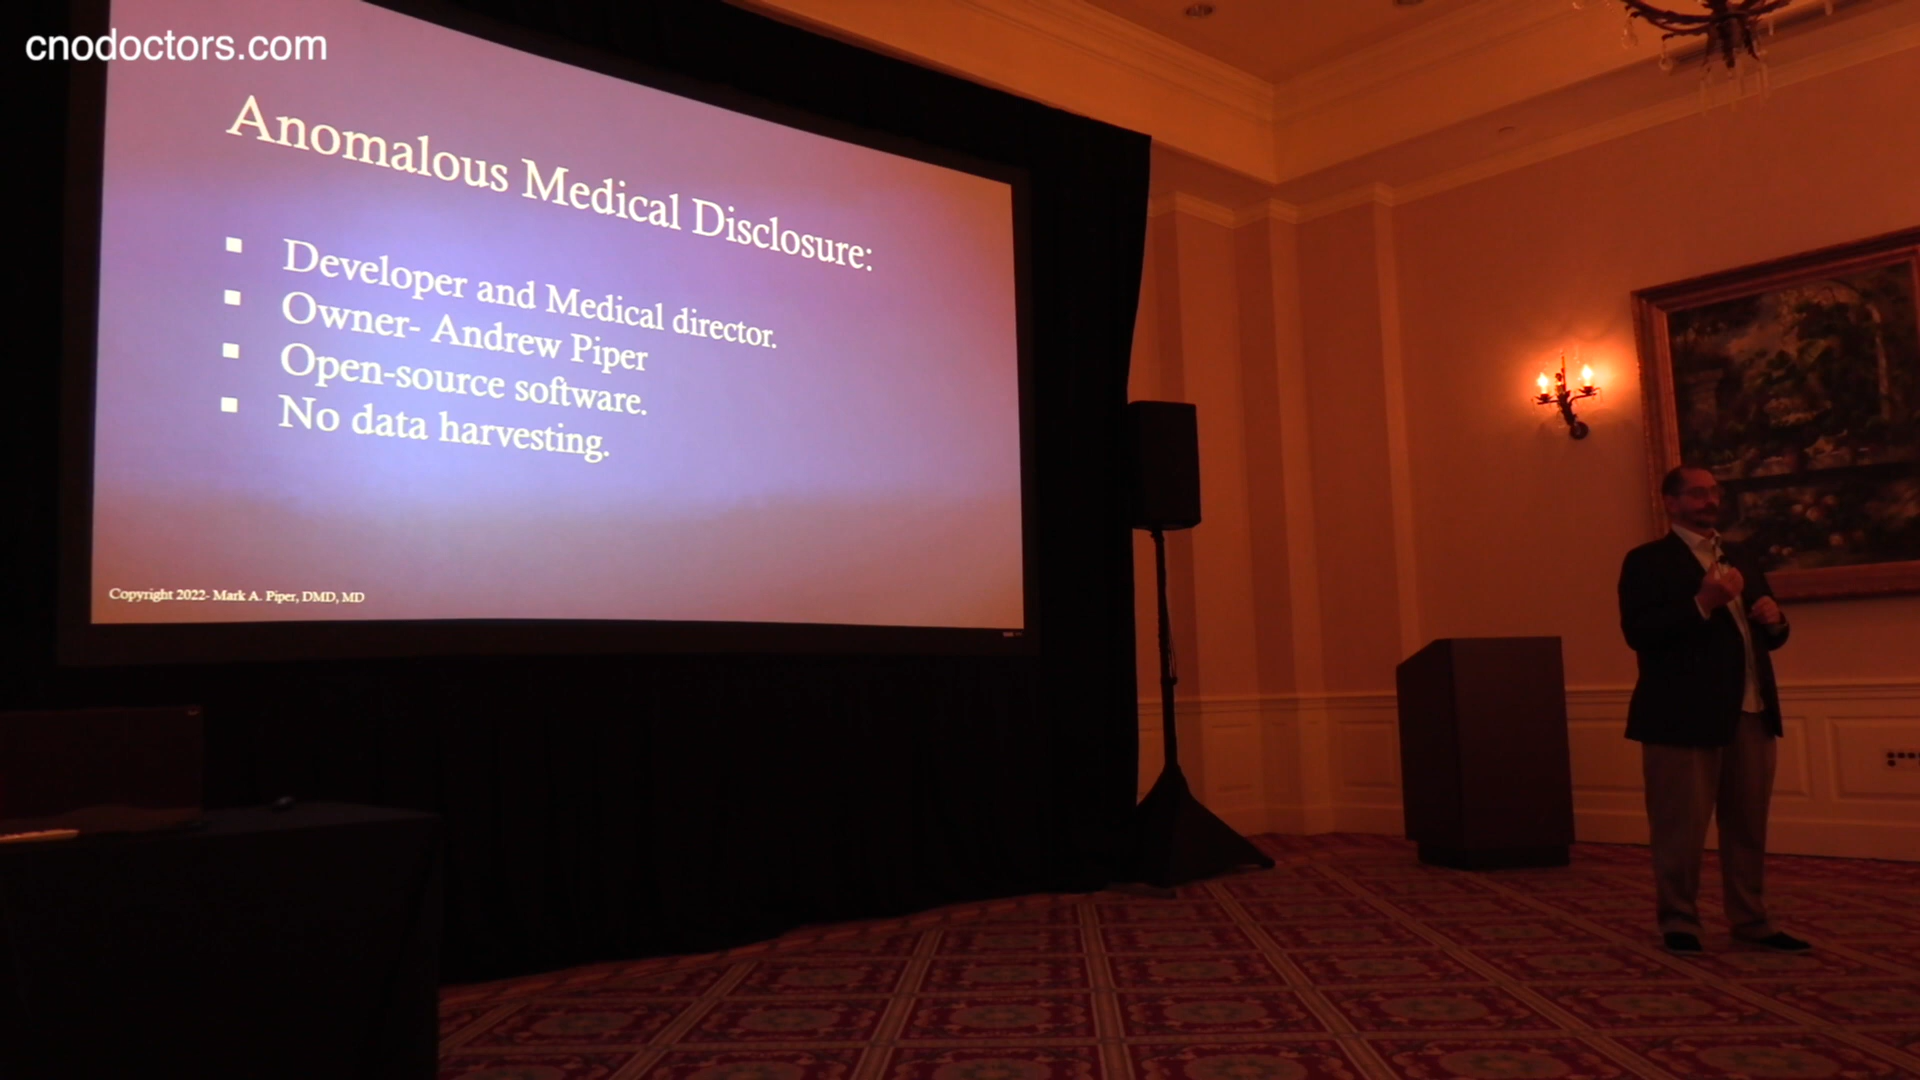 cnodoctors.com
Anomalous Medical Disclosure:
Developer and Medical director.
Owner- Andrew Piper
Open-source software.
No data harvesting.
Copyright 2022- Mark A. Piper, DMD, MD